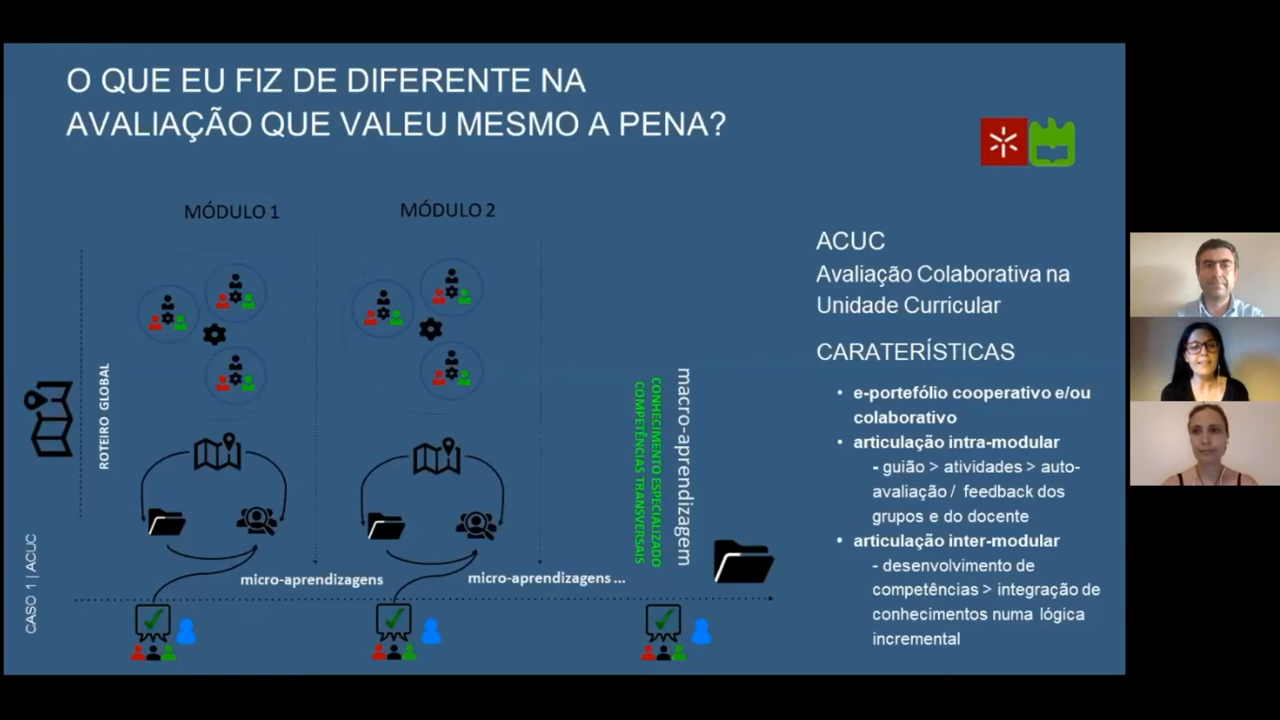 O QUE EU FIZ DE DIFERENTE NA
AVALIAÇÃO QUE VALEU MESMO A PENA?
MÓDULO 1
MÓDULO 2
ROTEIRO GLOBAL
micro-aprendizagens
micro-aprendizagens ...
CONHECIMENTO ESPECIALIZADO
COMPETÊNCIAS TRANSVERSAIS
macro-aprendizagem
CASO 1 | ACUC
ACUC
Avaliação Colaborativa na
Unidade Curricular
CARATERÍSTICAS
• e-portefólio cooperativo e/ou
colaborativo
• articulação intra-modular
- guião > atividades > auto-
avaliação / feedback dos
grupos e do docente
• articulação inter-modular
- desenvolvimento de
competências > integração de
conhecimentos numa lógica
incremental